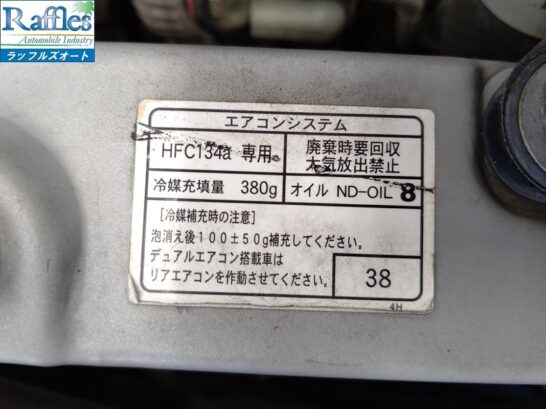 Raffles
Automobile Industry
ラッフルズオート
エアコンシステム
HFC134a 専用
廃棄時要回収
大気放出禁止
冷媒充填量 380g
オイル ND-OIL 8
[冷媒補充時の注意]
泡消え後100±50g補充してください。
デュアルエアコン搭載車は
リアエアコンを作動させてください。
38
4H